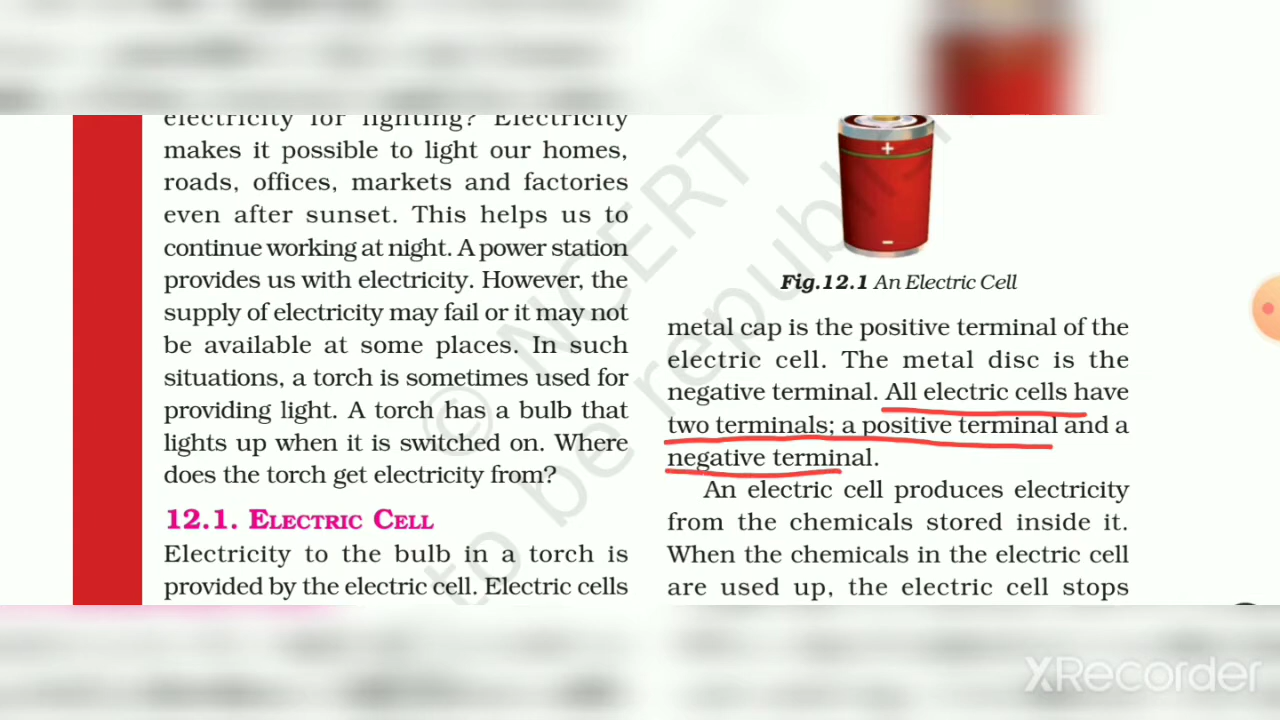 electricity for lighting? Electricity
makes it possible to light our homes,
roads, offices, markets and factories
even after sunset. This helps us to
continue working at night. A power station
provides us with electricity. However, the
supply of electricity may fail or it may not
be available at some places. In such
situations, a torch is sometimes used for
providing light. A torch has a bulb that
lights up when it is switched on. Where
does the torch get electricity from?
12.1. ELECTRIC CELL
Electricity to the bulb in a torch is
provided by the electric cell. Electric cells
+
–
Fig.12.1 An Electric Cell
metal cap is the positive terminal of the
electric cell. The metal disc is the
negative terminal. All electric cells have
two terminals; a positive terminal and a
negative terminal.
An electric cell produces electricity
from the chemicals stored inside it.
When the chemicals in the electric cell
are used up, the electric cell stops
© NCERT
to be republi
XRecorder